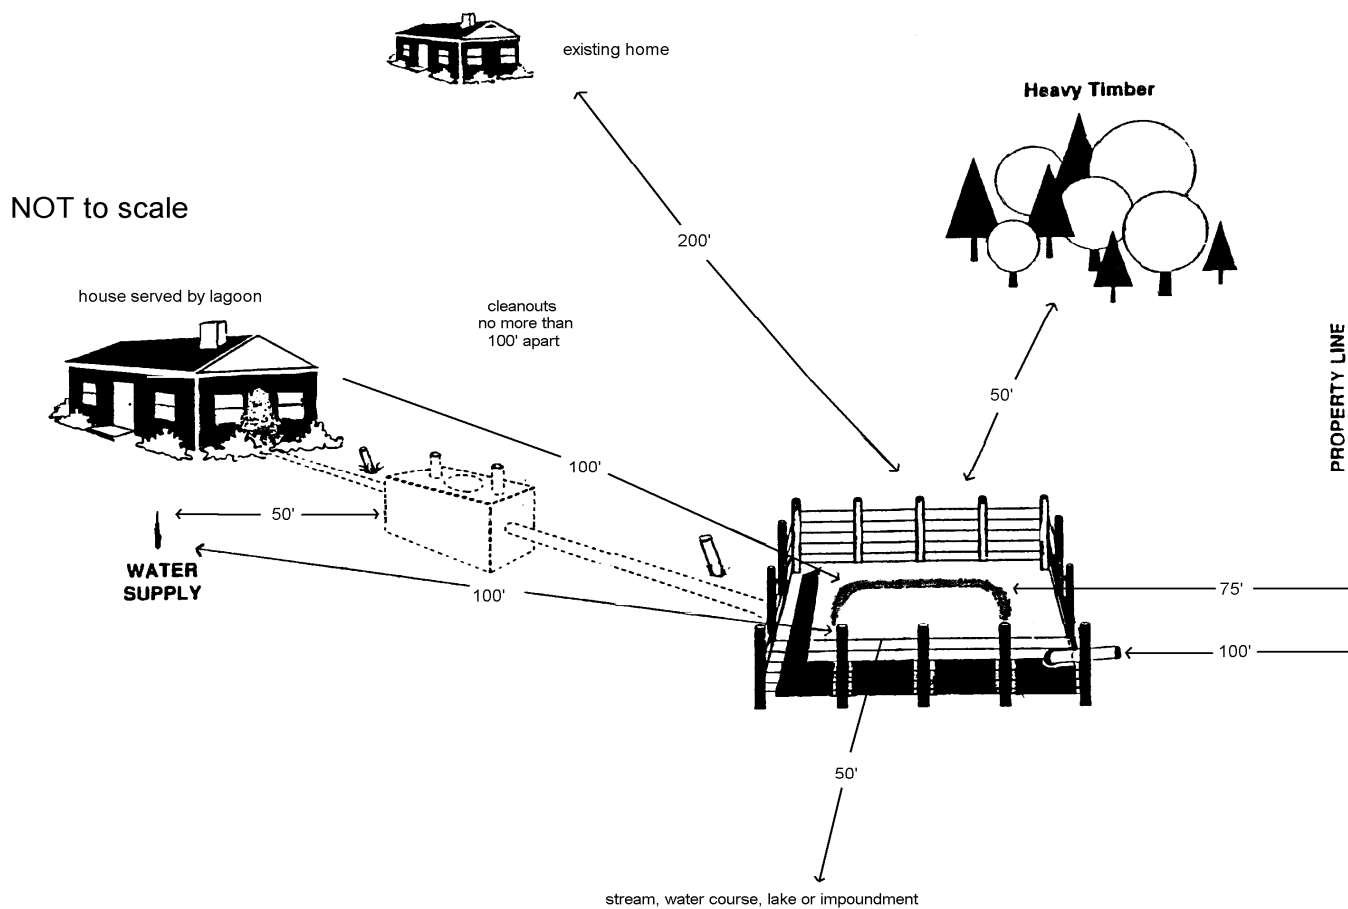 existing home
Heavy Timber
NOT to scale
200'
house served by lagoon
cleanouts
no more than
100' apart
PROPERTY LINE
50'
100'
50'
WATER
SUPPLY
100'
75'
100'
50'
stream, water course, lake or impoundment